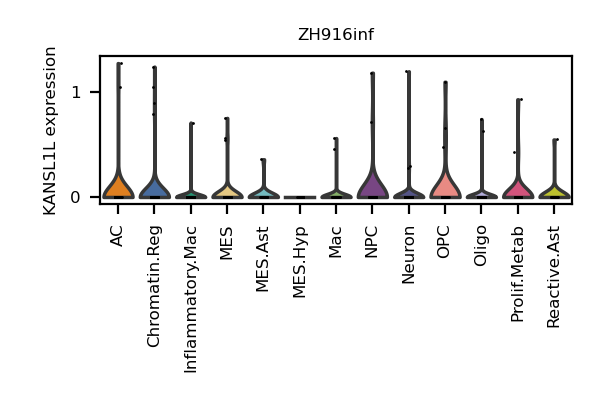 ZH916inf
KANSL1L expression
1
0
AC
Chromatin.Reg
Inflammatory.Mac
MES
MES.Ast
MES.Hyp
Mac
NPC
Neuron
OPC
Oligo
Prolif.Metab
Reactive.Ast